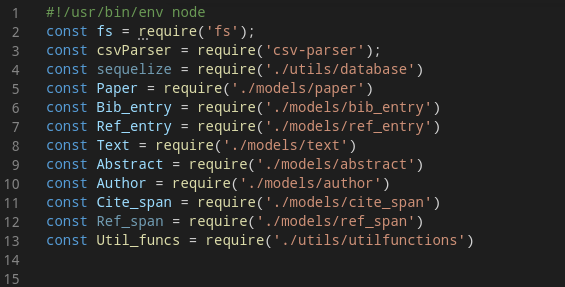 1 #!/usr/bin/env node
2 const fs = require('fs');
3 const csvParser = require('csv-parser');
4 const sequelize = require('./utils/database')
5 const Paper = require('./models/paper')
6 const Bib_entry = require('./models/bib_entry')
7 const Ref_entry = require('./models/ref_entry')
8 const Text = require('./models/text')
9 const Abstract = require('./models/abstract')
10 const Author = require('./models/author')
11 const Cite_span = require('./models/cite_span')
12 const Ref_span = require('./models/ref_span')
13 const Util_funcs = require('./utils/utilfunctions')
14
15